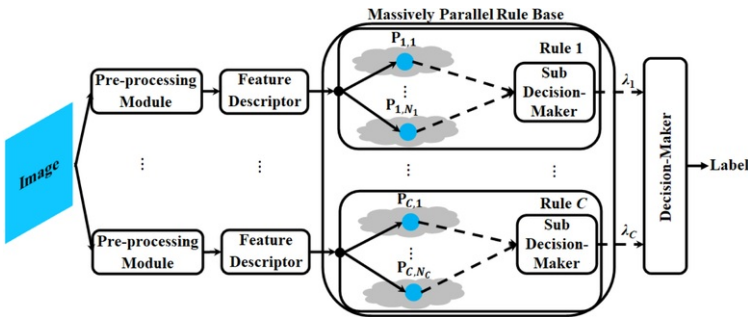 Massively Parallel Rule Base
P1,1
Rule 1
Pre-processing
Module
Feature
Descriptor
P1,N1
Sub
Decision-
Maker
λ1
Image
Decision-Maker
Label
PC,1
Rule C
Pre-processing
Module
Feature
Descriptor
PC,NC
Sub
Decision-
Maker
λC